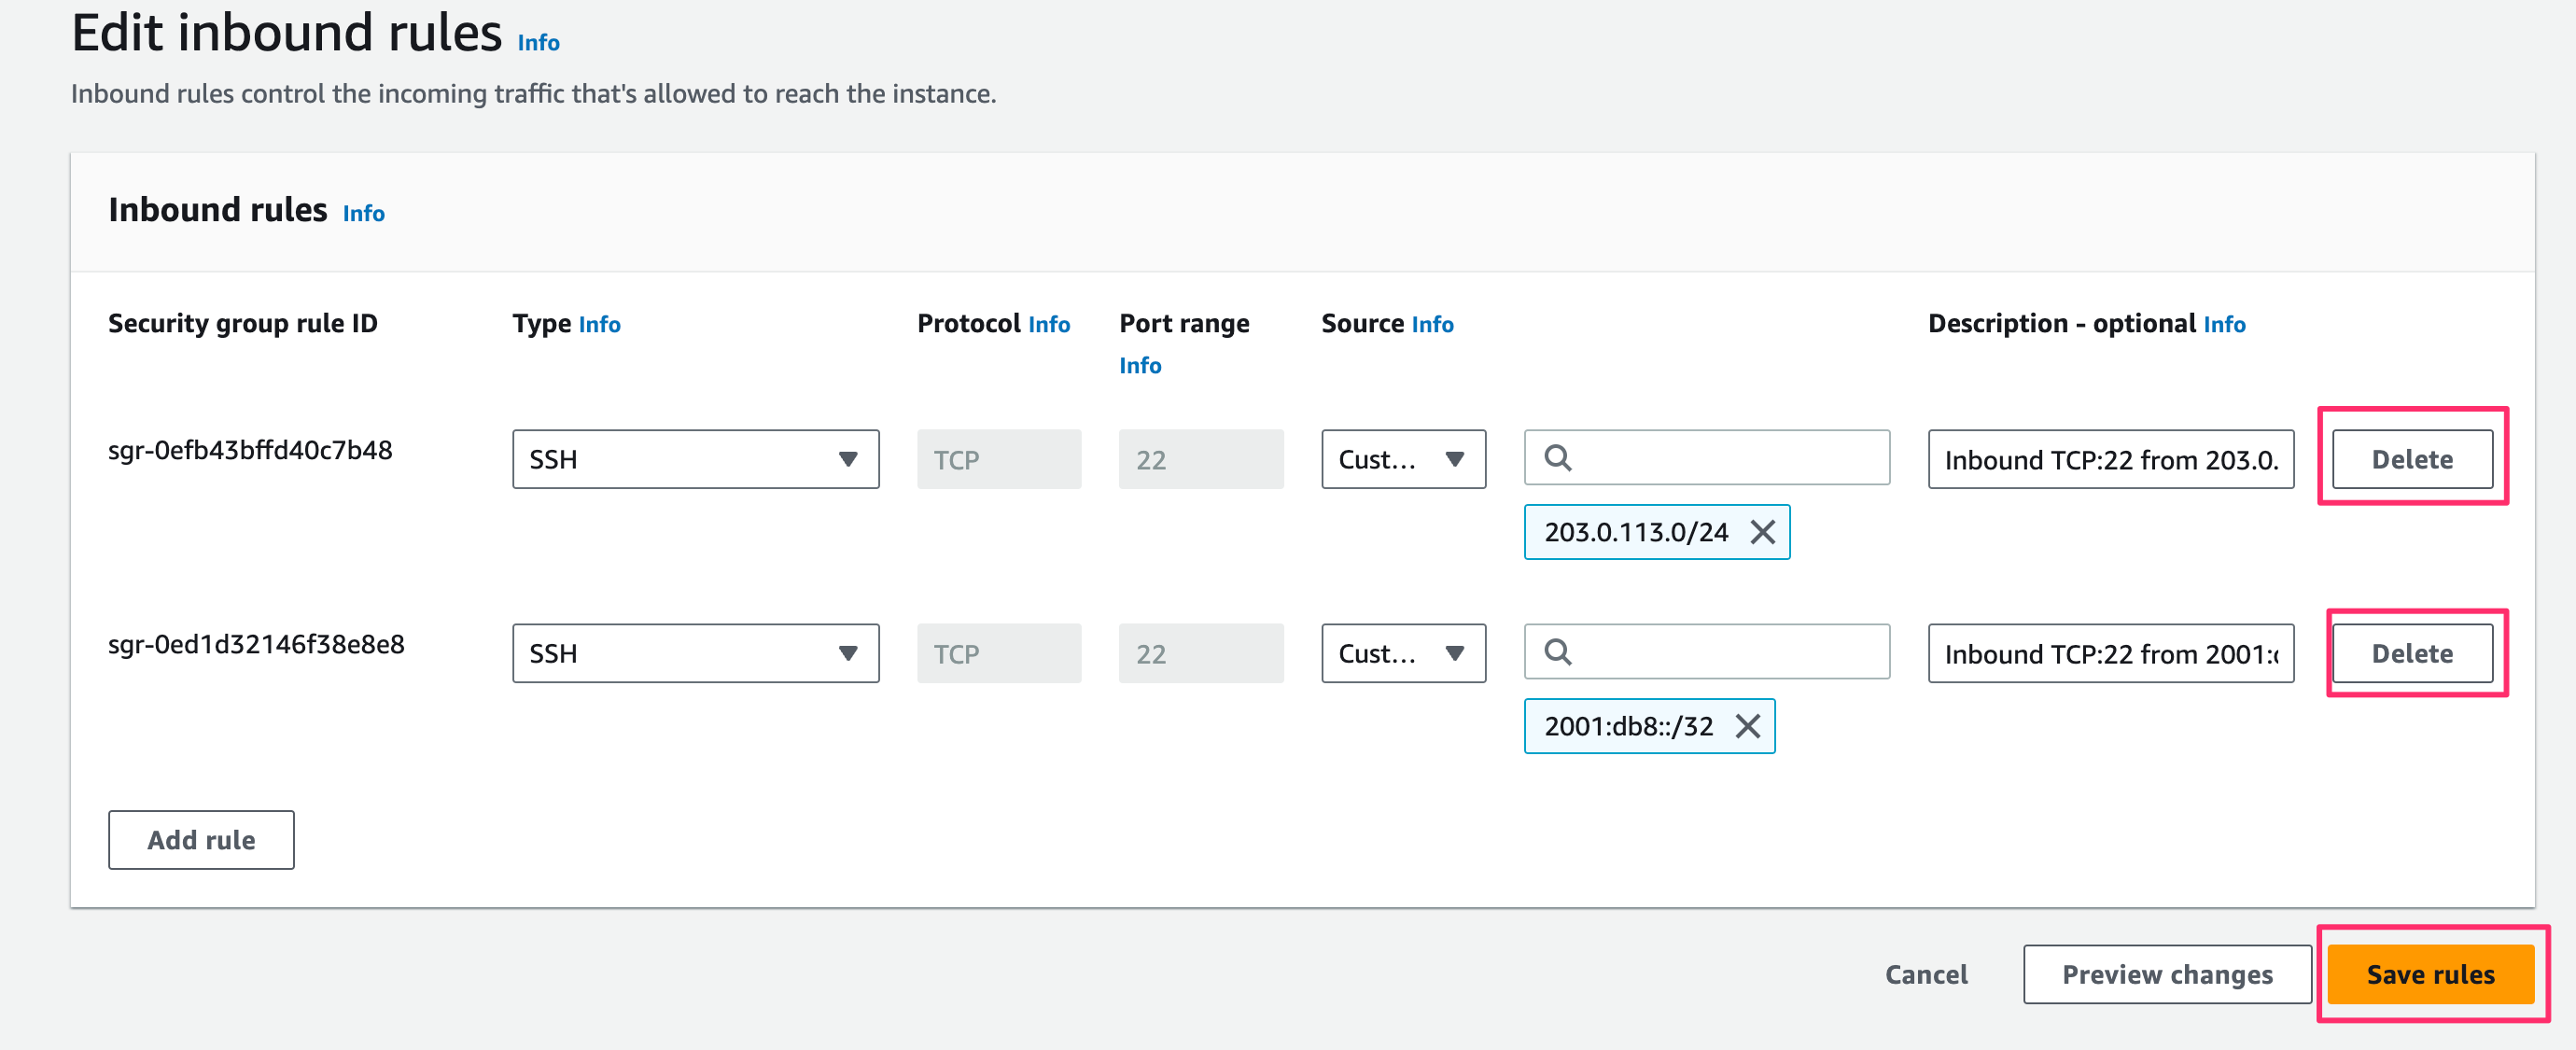 Edit inbound rules Info
Inbound rules control the incoming traffic that's allowed to reach the instance.
Inbound rules Info
Security group rule ID Type Info Protocol Info Port range Info Source Info Description - optional Info
sgr-0efb43bffd40c7b48 SSH TCP 22 Cust... Inbound TCP:22 from 203.0. Delete
203.0.113.0/24
sgr-0ed1d32146f38e8e8 SSH TCP 22 Cust... Inbound TCP:22 from 2001: Delete
2001:db8::/32
Add rule
Cancel Preview changes Save rules